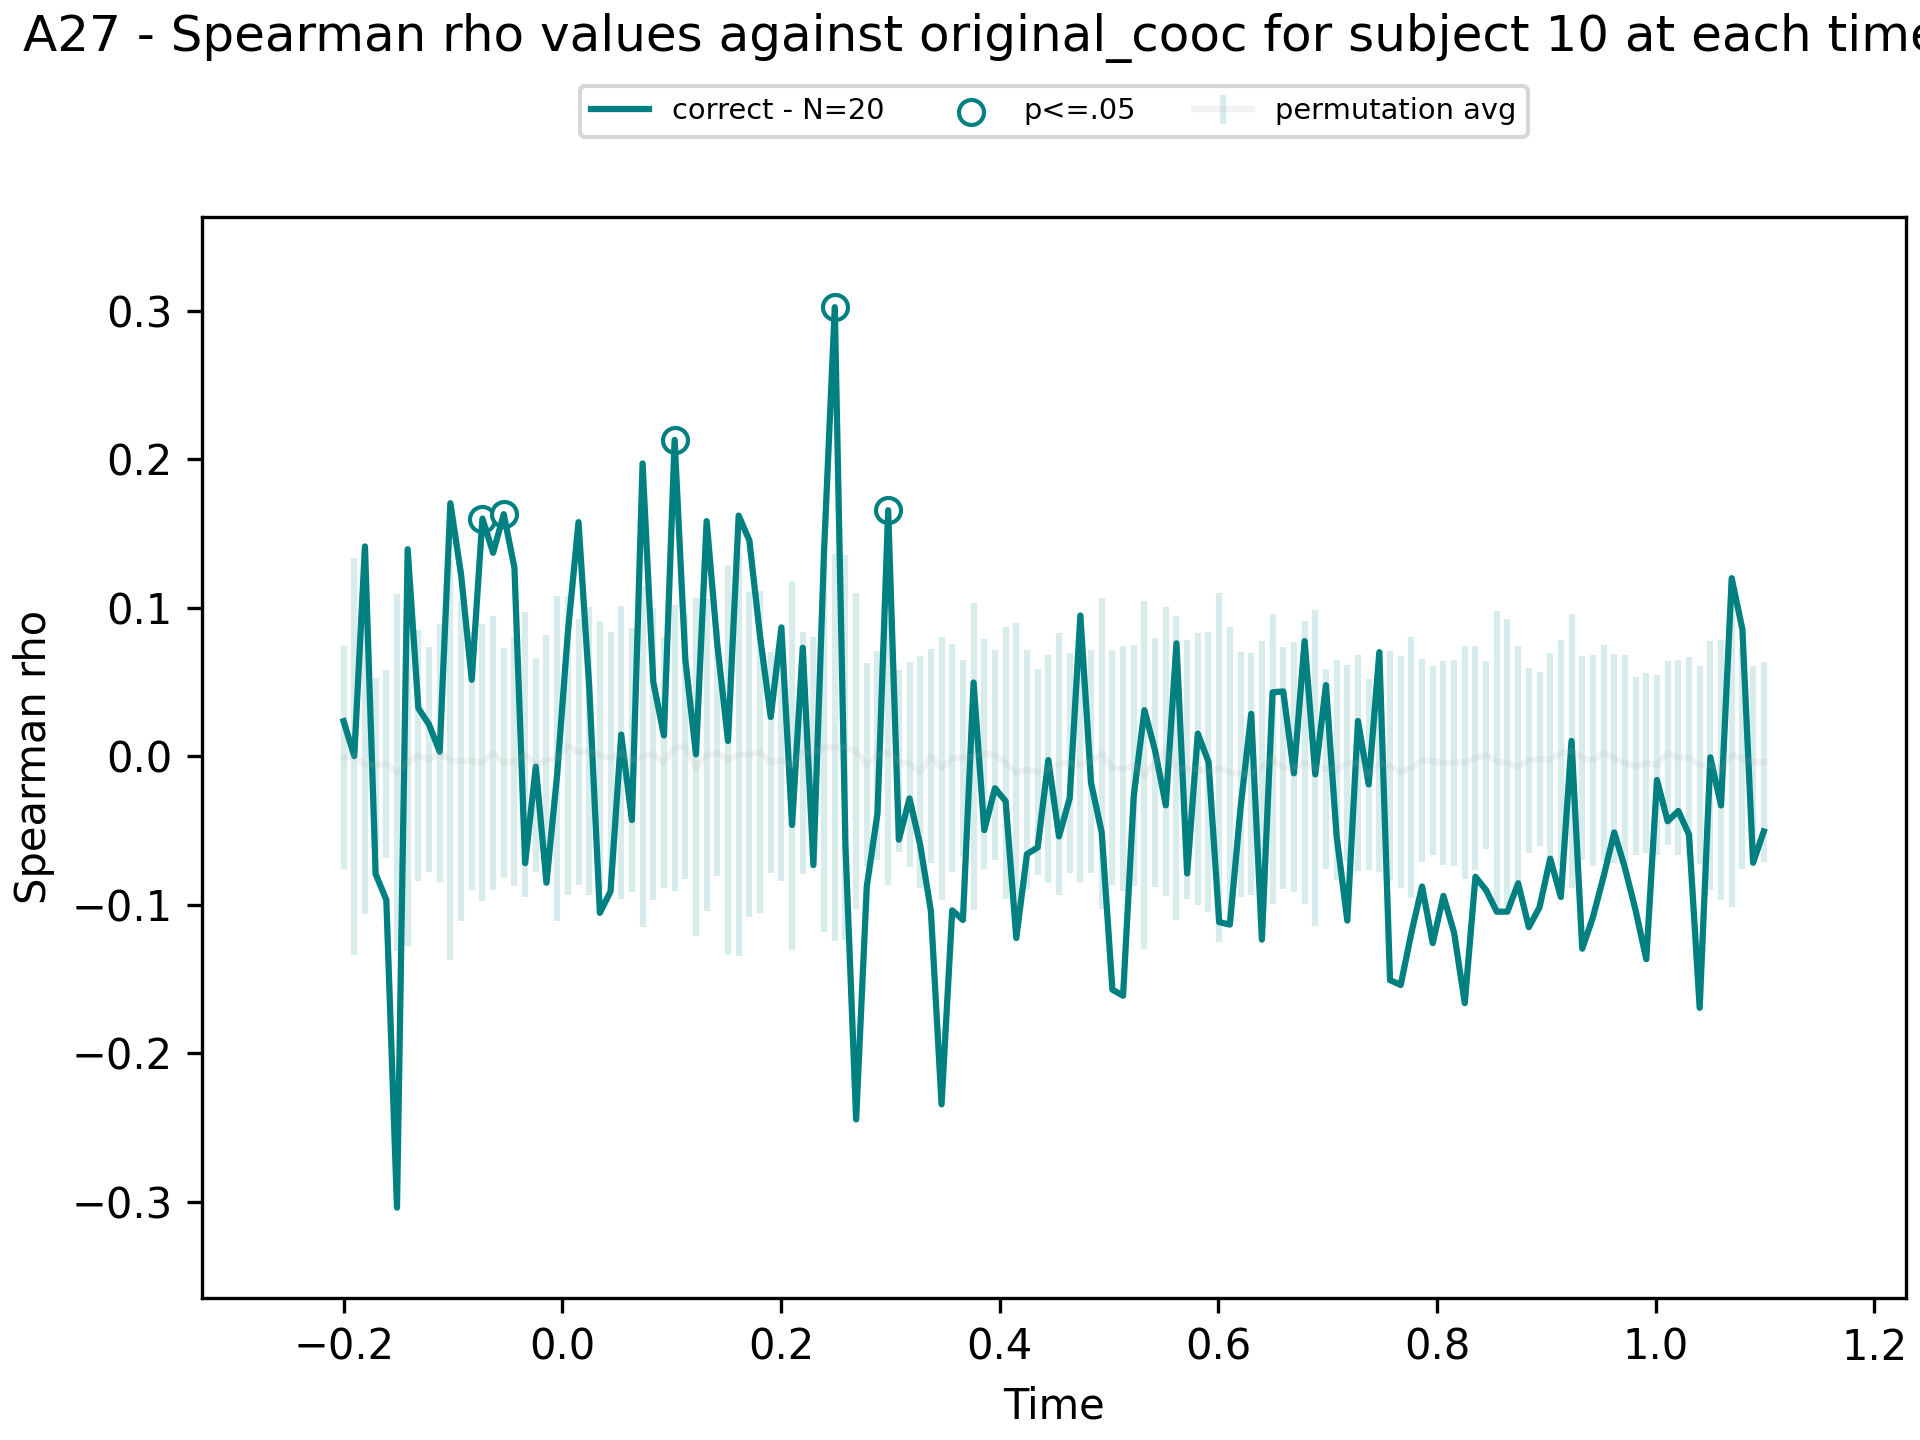 A27 - Spearman rho values against original_cooc for subject 10 at each time
correct - N=20 p<=.05 permutation avg
Spearman rho
0.3
0.2
0.1
0.0
−0.1
−0.2
−0.3
−0.2 0.0 0.2 0.4 0.6 0.8 1.0 1.2
Time